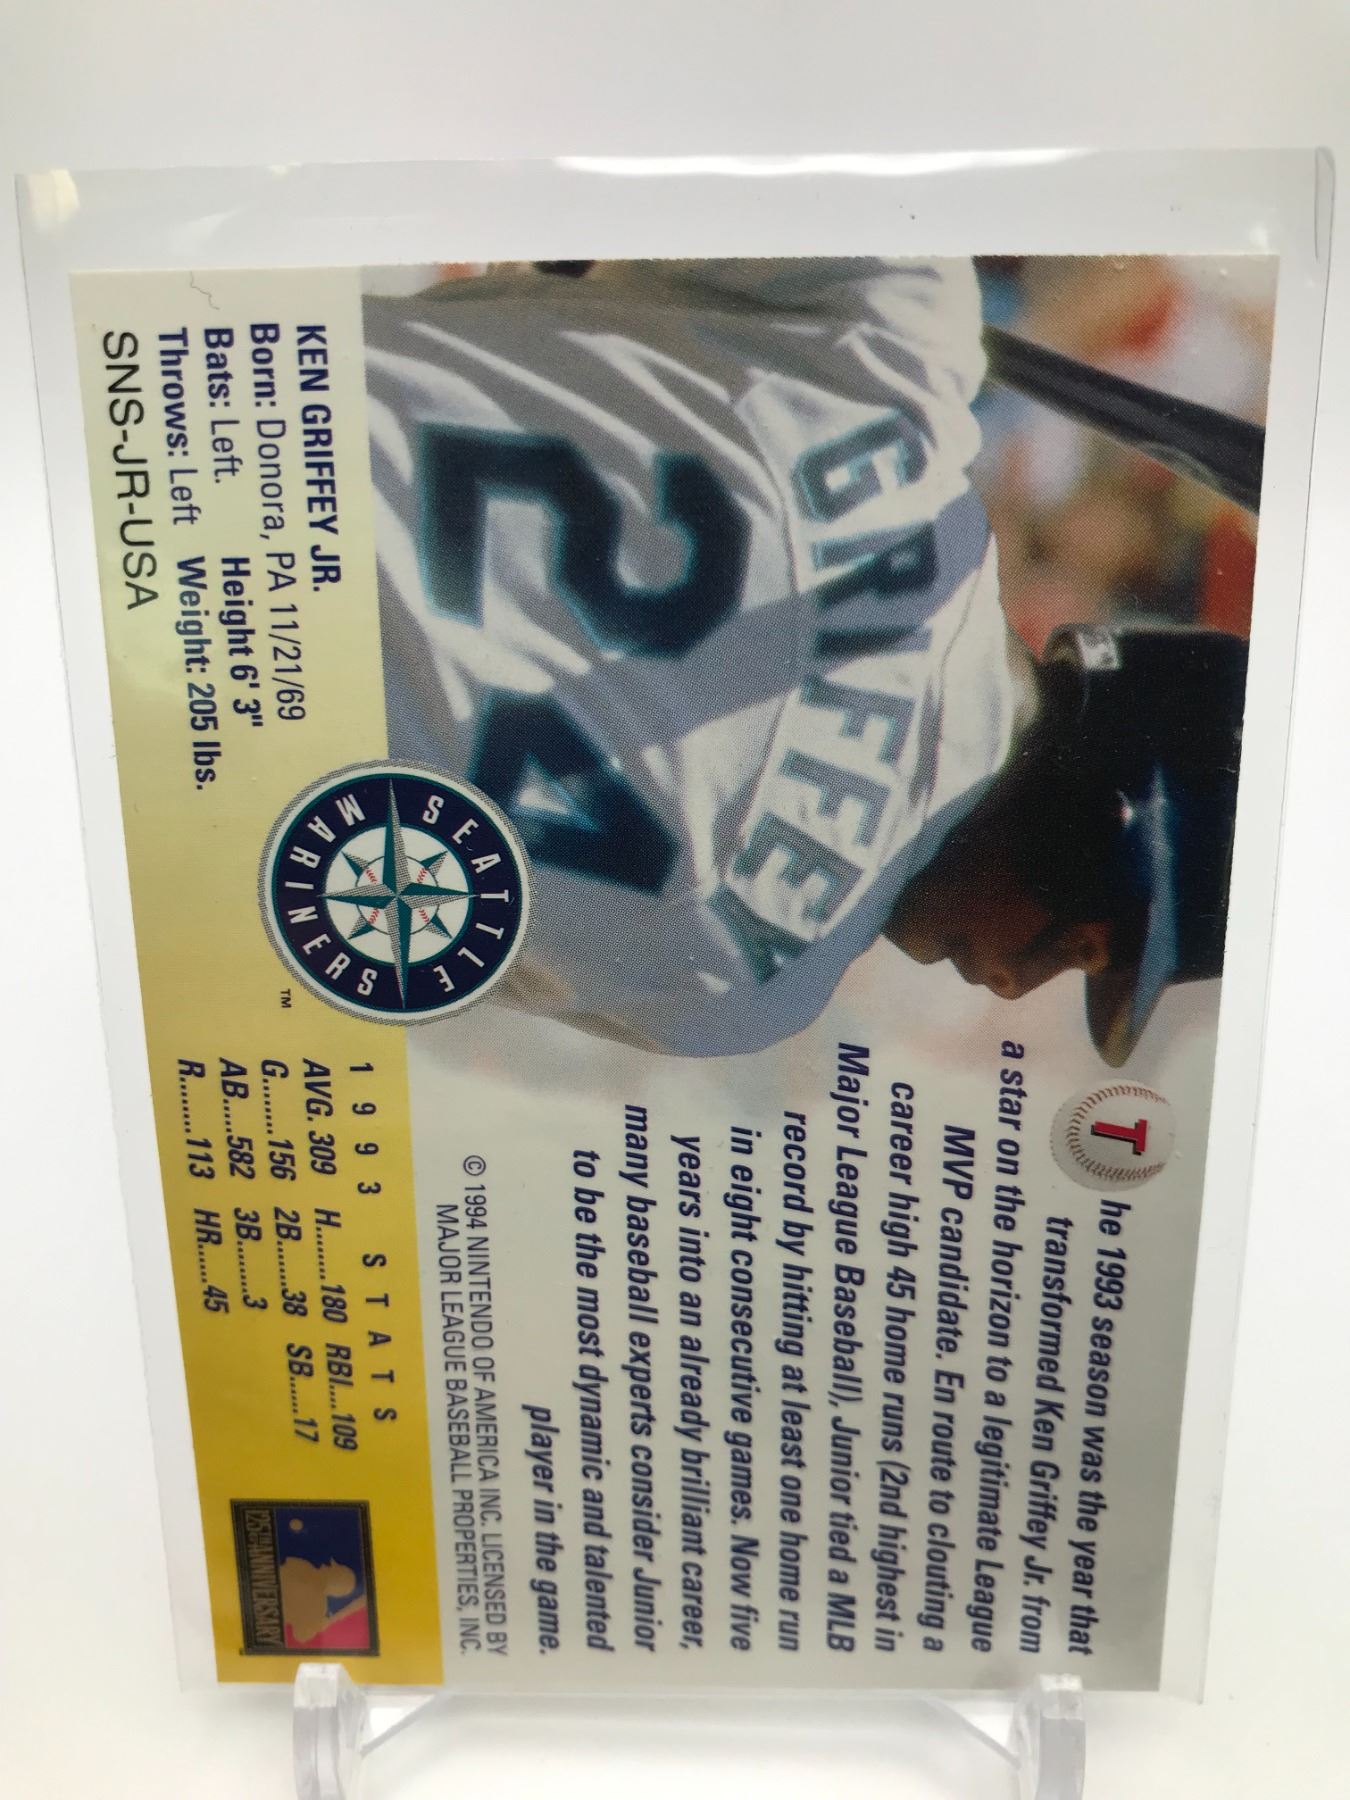 GRIFFEY
24
The 1993 season was the year that
transformed Ken Griffey Jr. from
a star on the horizon to a legitimate League
MVP candidate. En route to clouting a
career high 45 home runs (2nd highest in
Major League Baseball), Junior tied a MLB
record by hitting at least one home run
in eight consecutive games. Now five
years into an already brilliant career,
many baseball experts consider Junior
to be the most dynamic and talented
player in the game.
© 1994 NINTENDO OF AMERICA INC. LICENSED BY
MAJOR LEAGUE BASEBALL PROPERTIES, INC.
KEN GRIFFEY JR.
Born: Donora, PA 11/21/69
Bats: Left. Height 6' 3"
Throws: Left Weight: 205 lbs.
SNS-JR-USA
SEATTLE
MARINERS
TM
1993 STATS
AVG. 309 H........180 RBI....109
G........156 2B......38 SB......17
AB.....582 3B........3
R.........113 HR.....45
125TH ANNIVERSARY